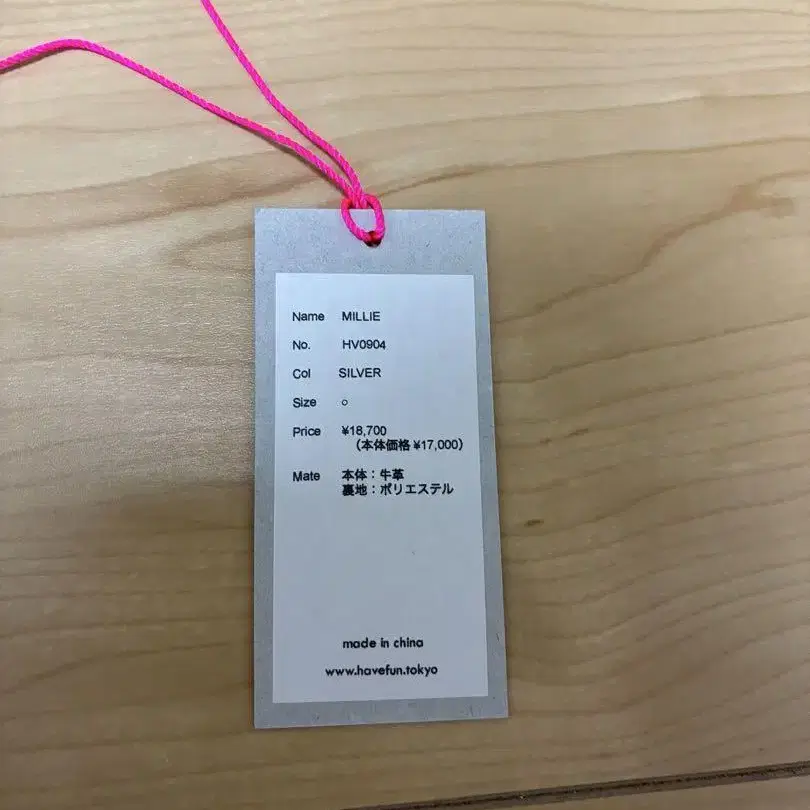 Name MILLIE
No. HV0904
Col SILVER
Size ○
Price ¥18,700
（本体価格 ¥17,000）
Mate 本体：牛革
裏地：ポリエステル
made in china
www.havefun.tokyo